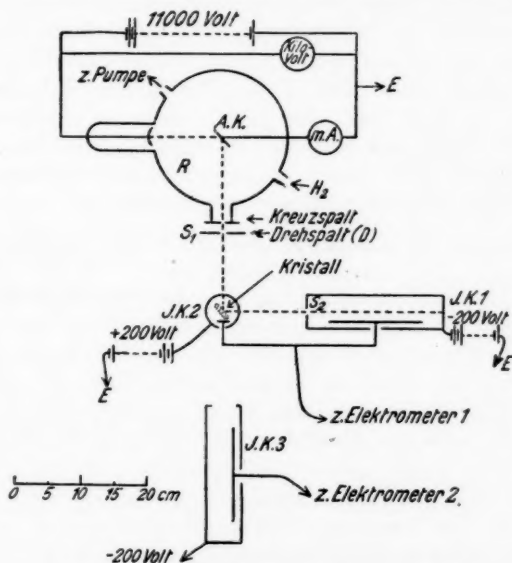 11000 Volt
Kilo-
volt
z. Pumpe
E
A.K.
m.A.
R
H2
Kreuzspalt
S1
Drehspalt (D)
Kristall
J.K.2
S2
J.K.1
+200 Volt
-200 Volt
E
E
z. Elektrometer 1
J.K.3
0 5 10 15 20 cm
z. Elektrometer 2
-200 Volt